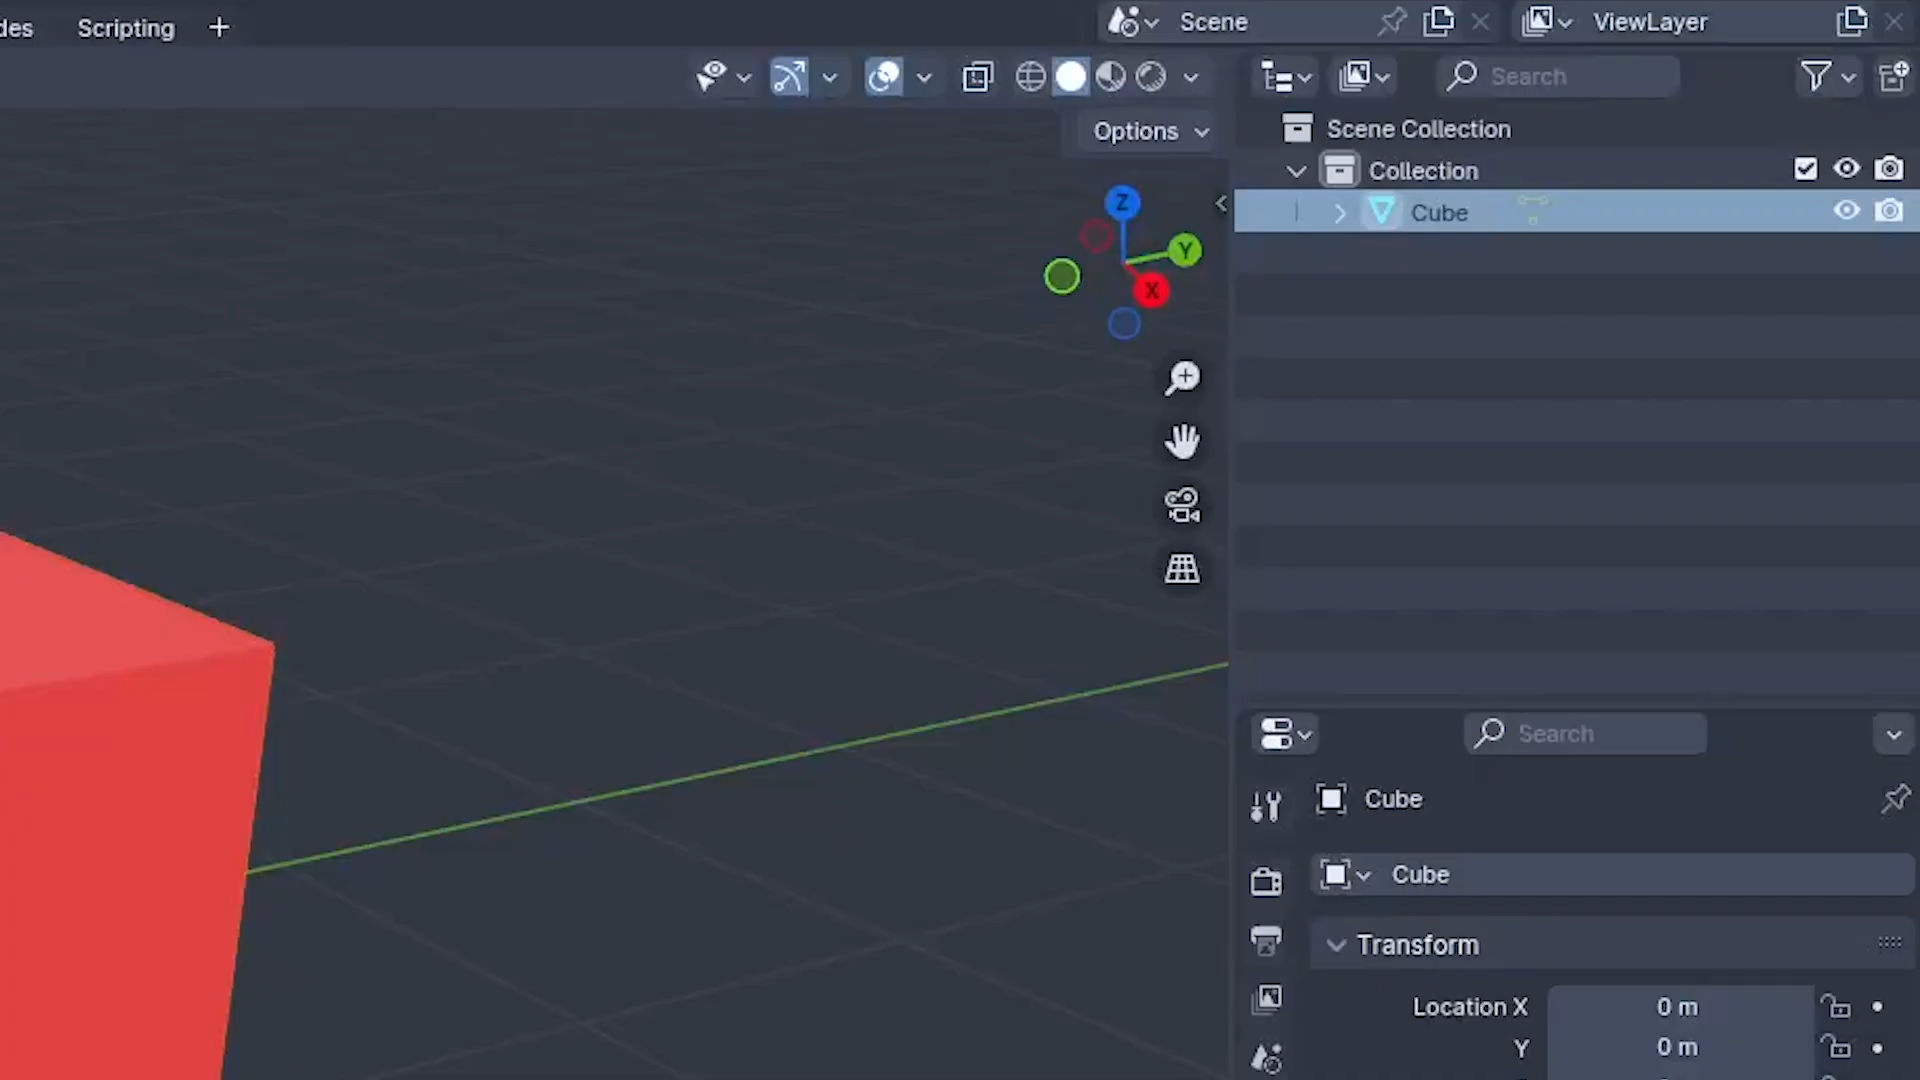 des Scripting +
Scene
ViewLayer
Search
Options
Scene Collection
Collection
Cube
Z
Y
X
Search
Cube
Cube
Transform
Location X 0 m
Y 0 m